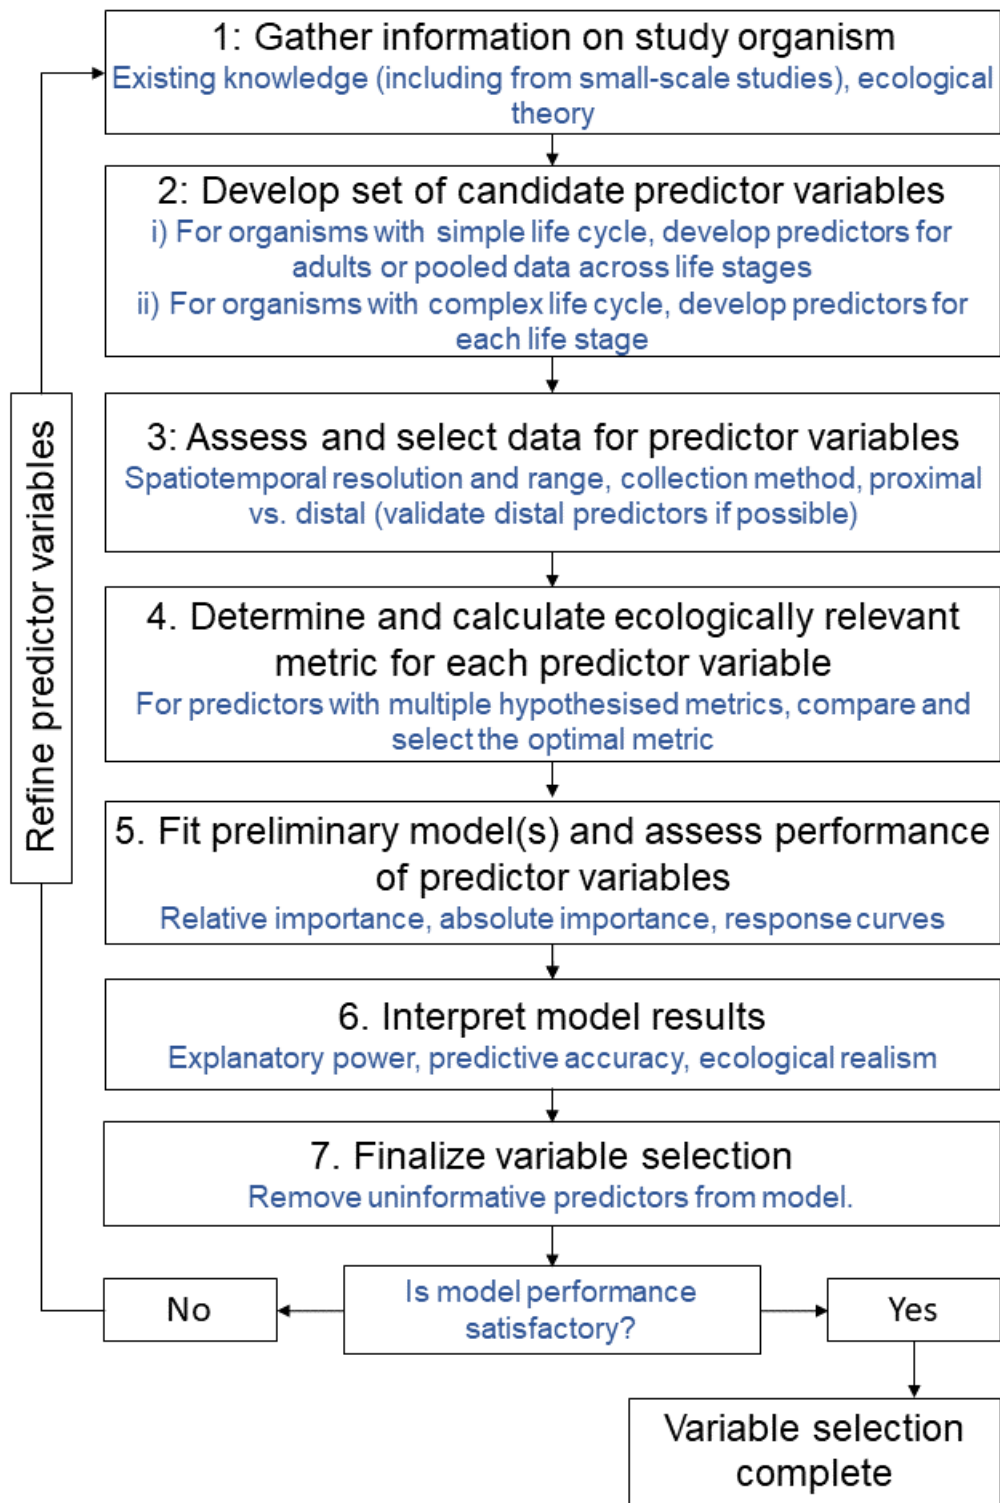 1: Gather information on study organism
Existing knowledge (including from small-scale studies), ecological
theory
2: Develop set of candidate predictor variables
i) For organisms with simple life cycle, develop predictors for
adults or pooled data across life stages
ii) For organisms with complex life cycle, develop predictors for
each life stage
3: Assess and select data for predictor variables
Spatiotemporal resolution and range, collection method, proximal
vs. distal (validate distal predictors if possible)
4. Determine and calculate ecologically relevant
metric for each predictor variable
For predictors with multiple hypothesised metrics, compare and
select the optimal metric
5. Fit preliminary model(s) and assess performance
of predictor variables
Relative importance, absolute importance, response curves
6. Interpret model results
Explanatory power, predictive accuracy, ecological realism
7. Finalize variable selection
Remove uninformative predictors from model.
Is model performance
satisfactory?
No
Yes
Refine predictor variables
Variable selection
complete